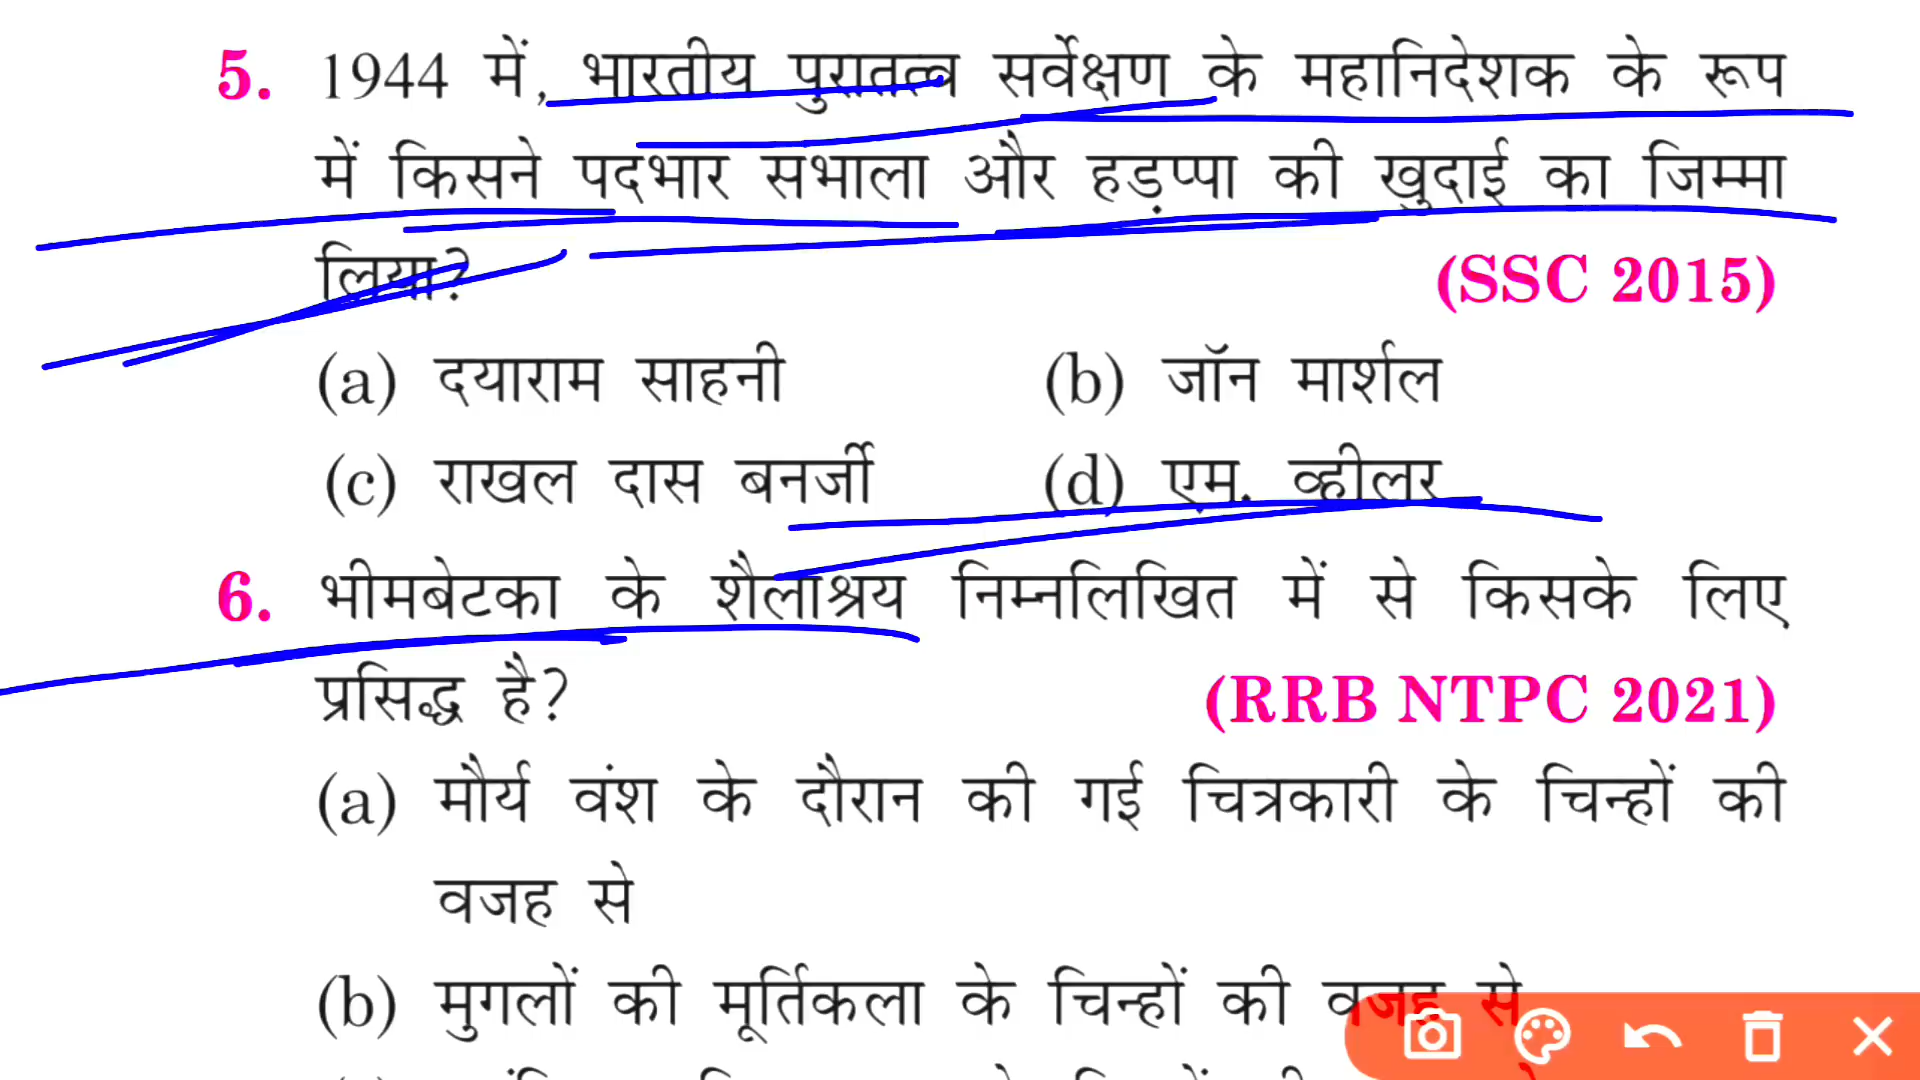 5. 1944 में, भारतीय पुरातत्व सर्वेक्षण के महानिदेशक के रूप
में किसने पदभार सभाला और हड़प्पा की खुदाई का जिम्मा
लिया? (SSC 2015)
(a) दयाराम साहनी (b) जॉन मार्शल
(c) राखल दास बनर्जी (d) एम. व्हीलर
6. भीमबेटका के शैलाश्रय निम्नलिखित में से किसके लिए
प्रसिद्ध है? (RRB NTPC 2021)
(a) मौर्य वंश के दौरान की गई चित्रकारी के चिन्हों की
वजह से
(b) मुगलों की मूर्तिकला के चिन्हों की वजह से